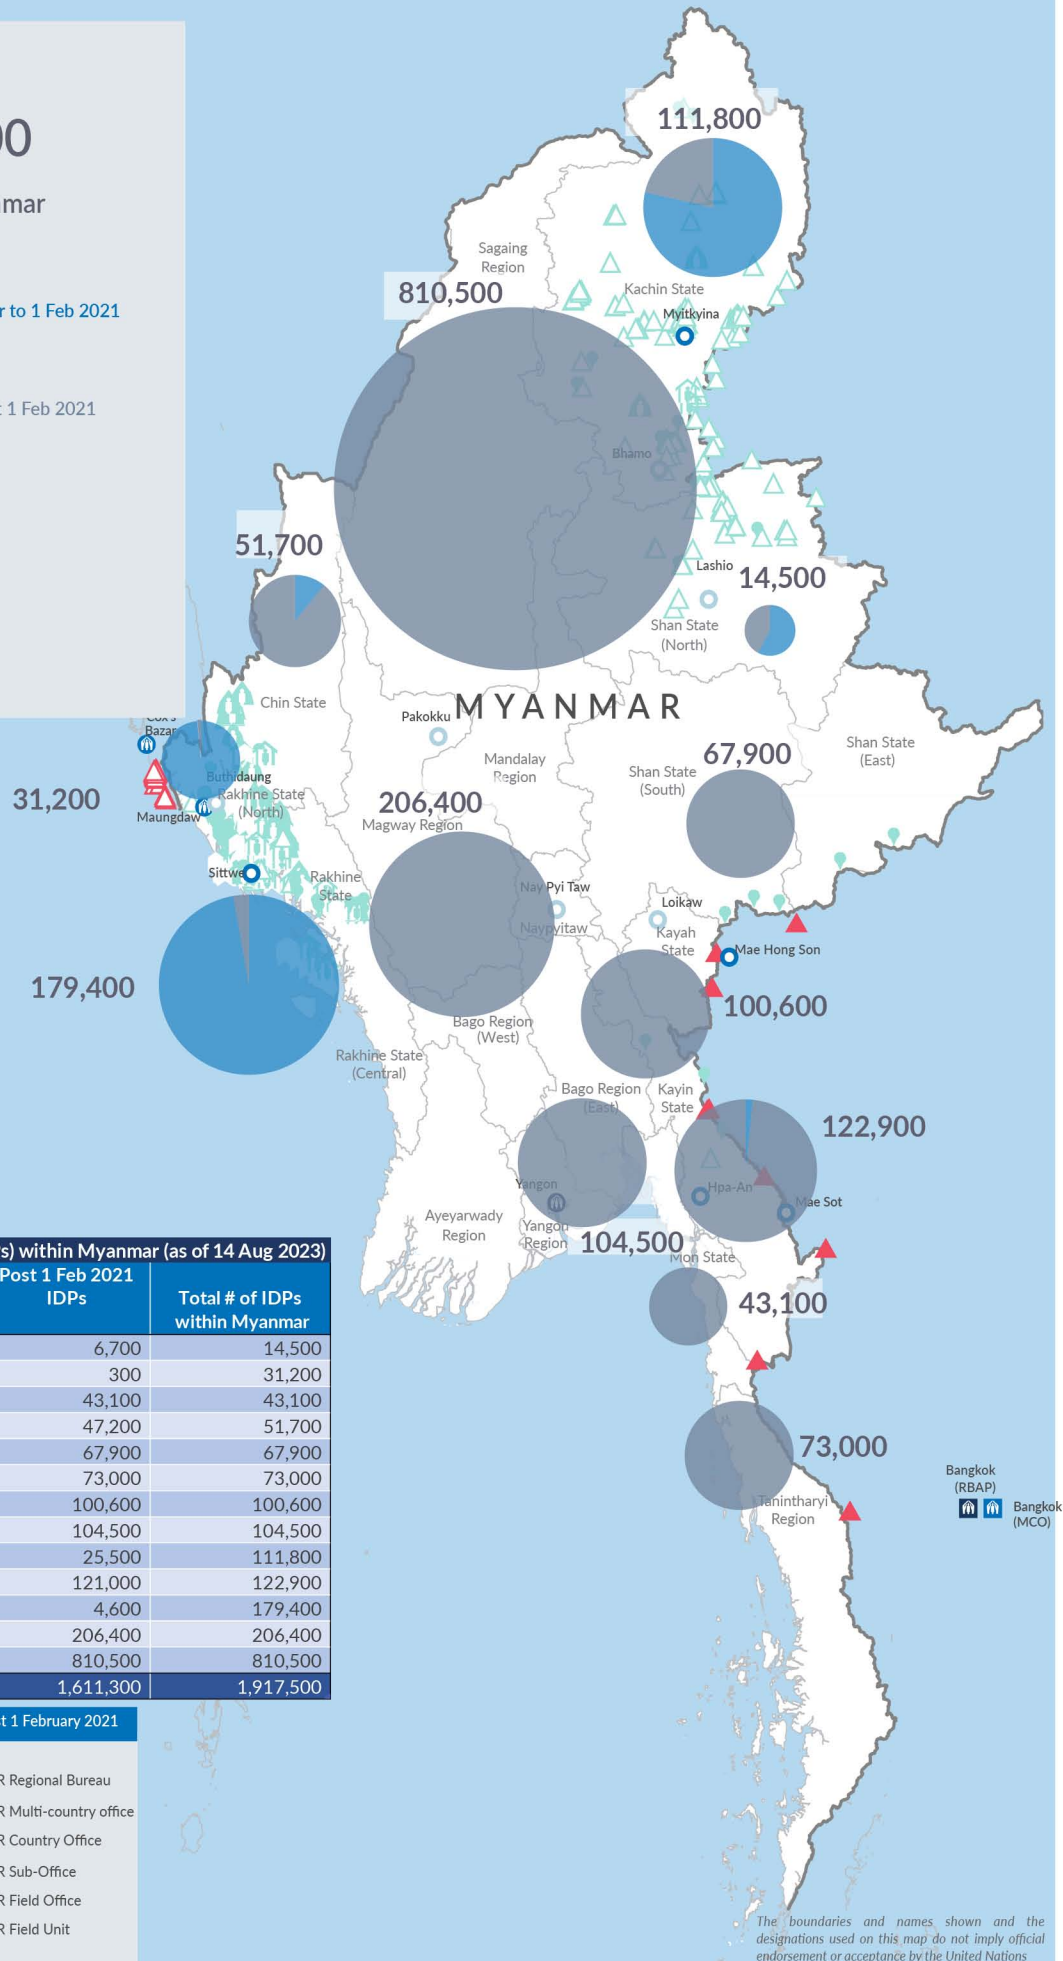 00
mar
r to 1 Feb 2021
t 1 Feb 2021
111,800
Sagaing
Region
810,500
Kachin State
Myitkyina
Bhamo
51,700
Lashio
14,500
Shan State
(North)
Chin State
MYANMAR
Pakokku
Cox's
Bazar
Mandalay
Region
67,900
Shan State
(South)
Shan State
(East)
Buthidaung
31,200
Rakhine State
(North)
Maungdaw
206,400
Magway Region
Sittwe
Rakhine
State
Nay Pyi Taw
Naypyitaw
Loikaw
Kayah
State
Mae Hong Son
179,400
100,600
Bago Region
(West)
Rakhine State
(Central)
Bago Region
(East)
Kayin
State
122,900
Hpa-An
Yangon
Mae Sot
Ayeyarwady
Region
Yangon
Region
104,500
Mon State
43,100
73,000
Tanintharyi
Region
Bangkok
(RBAP)
Bangkok
(MCO)
s) within Myanmar (as of 14 Aug 2023)
Post 1 Feb 2021
IDPs
Total # of IDPs
within Myanmar
6,700 14,500
300 31,200
43,100 43,100
47,200 51,700
67,900 67,900
73,000 73,000
100,600 100,600
104,500 104,500
25,500 111,800
121,000 122,900
4,600 179,400
206,400 206,400
810,500 810,500
1,611,300 1,917,500
t 1 February 2021
R Regional Bureau
R Multi-country office
R Country Office
R Sub-Office
R Field Office
R Field Unit
The boundaries and names shown and the
designations used on this map do not imply official
endorsement or acceptance by the United Nations